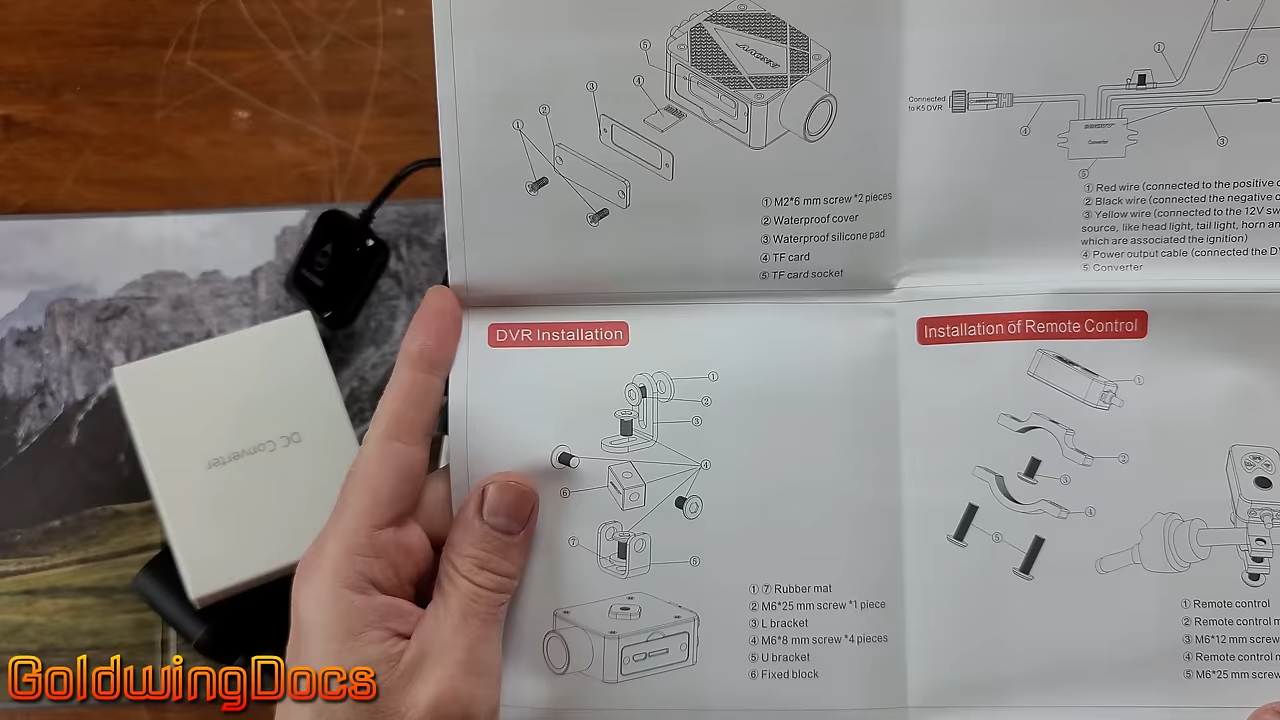 ① M2*6 mm screw *2 pieces
② Waterproof cover
③ Waterproof silicone pad
④ TF card
⑤ TF card socket
Connected
to K5 DVR
Converter
① Red wire (connected to the positive
② Black wire (connected the negative
③ Yellow wire (connected to the 12V
source, like head light, tail light, horn
which are associated the ignition)
④ Power output cable (connected the
⑤ Converter
DVR Installation
① ⑦ Rubber mat
② M6*25 mm screw *1 piece
③ L bracket
④ M6*8 mm screw *4 pieces
⑤ U bracket
⑥ Fixed block
Installation of Remote Control
① Remote control
② Remote control
③ M6*12 mm screw
④ Remote control
⑤ M6*25 mm
DC Converter
GoldwingDocs